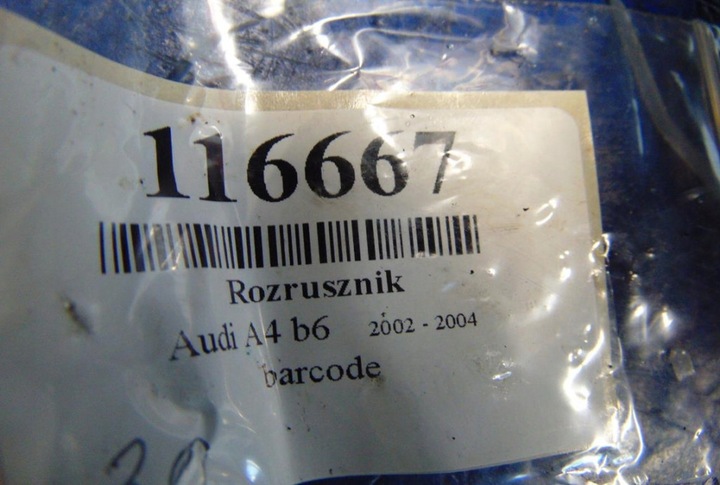 116667
Rozrusznik
Audi A4 b6 2002 - 2004
barcode